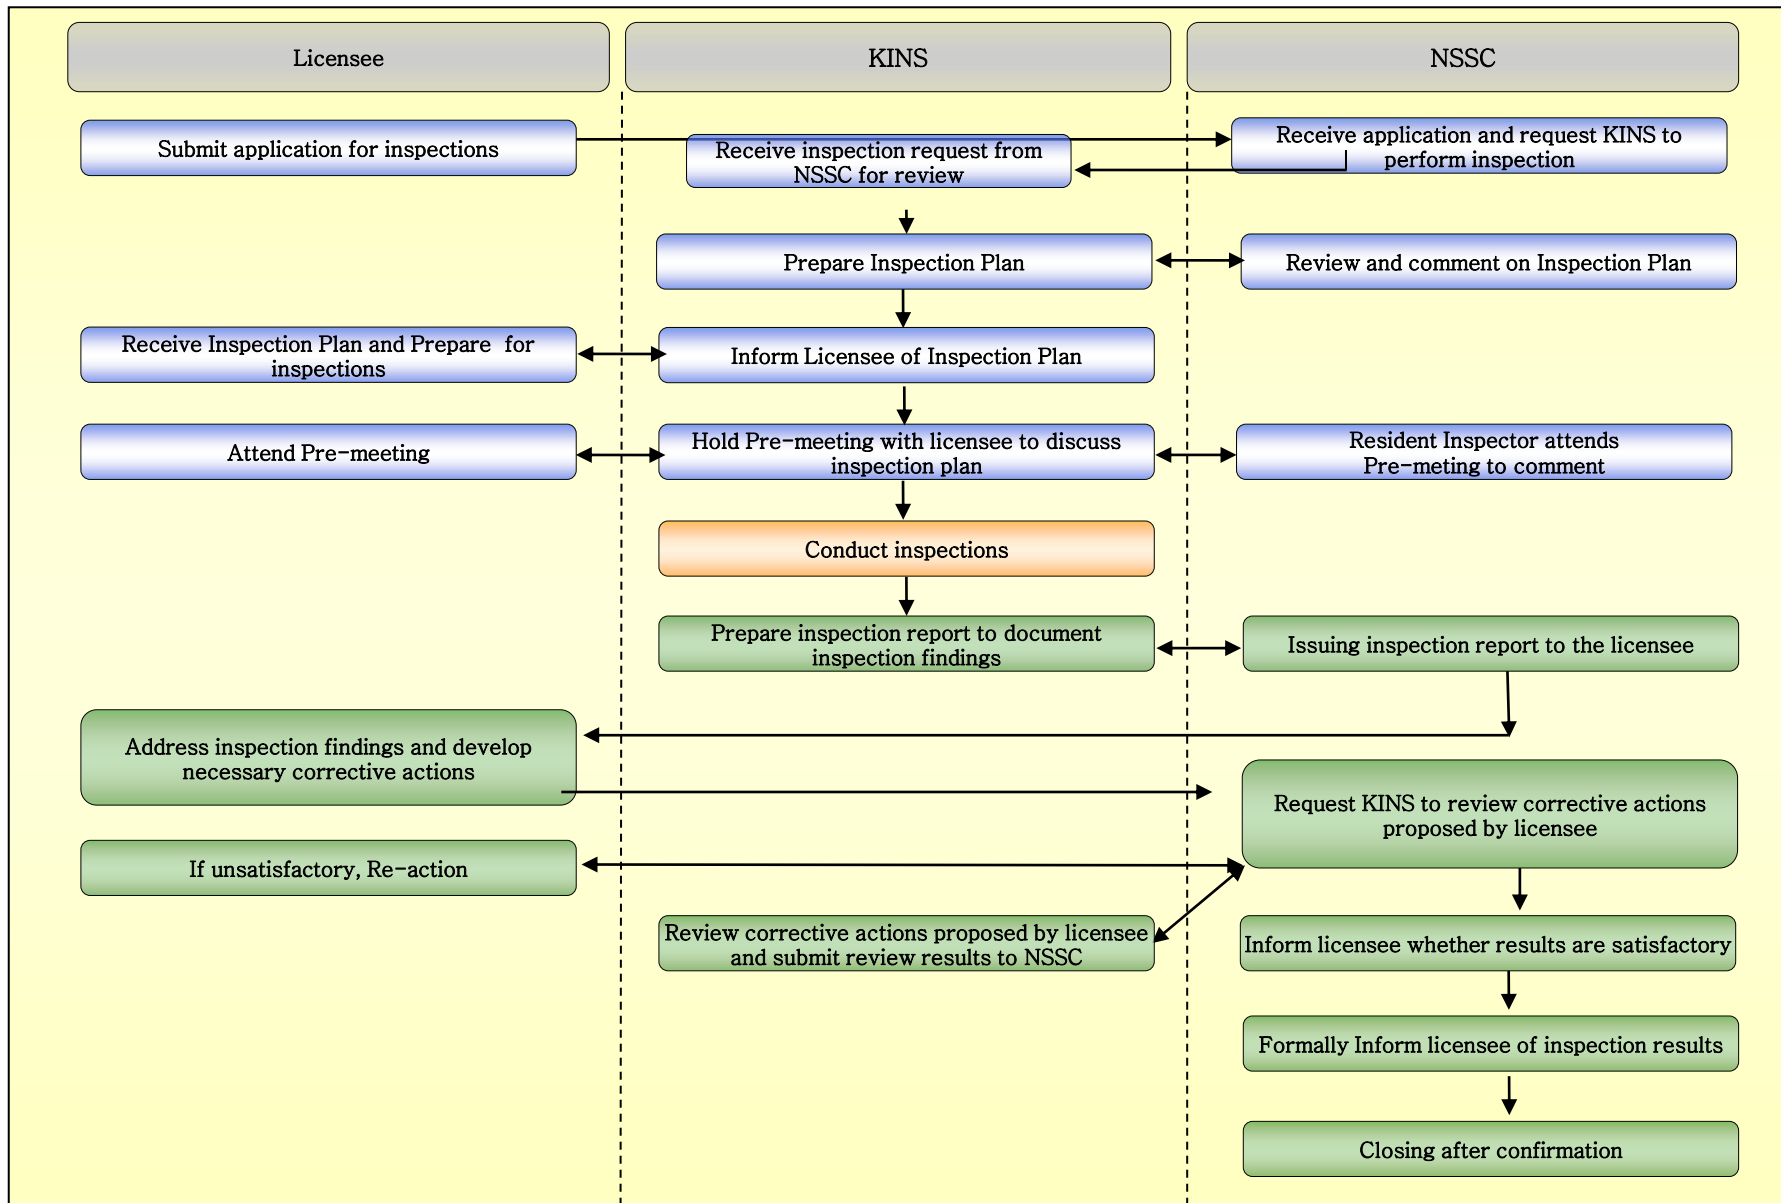 Licensee
KINS
NSSC
Submit application for inspections
Receive inspection request from
NSSC for review
Receive application and request KINS to
perform inspection
Prepare Inspection Plan
Review and comment on Inspection Plan
Receive Inspection Plan and Prepare  for
inspections
Inform Licensee of Inspection Plan
Attend Pre-meeting
Hold Pre-meeting with licensee to discuss
inspection plan
Resident Inspector attends
Pre-meting to comment
Conduct inspections
Prepare inspection report to document
inspection findings
Issuing inspection report to the licensee
Address inspection findings and develop
necessary corrective actions
Request KINS to review corrective actions
proposed by licensee
If unsatisfactory, Re-action
Review corrective actions proposed by licensee
and submit review results to NSSC
Inform licensee whether results are satisfactory
Formally Inform licensee of inspection results
Closing after confirmation